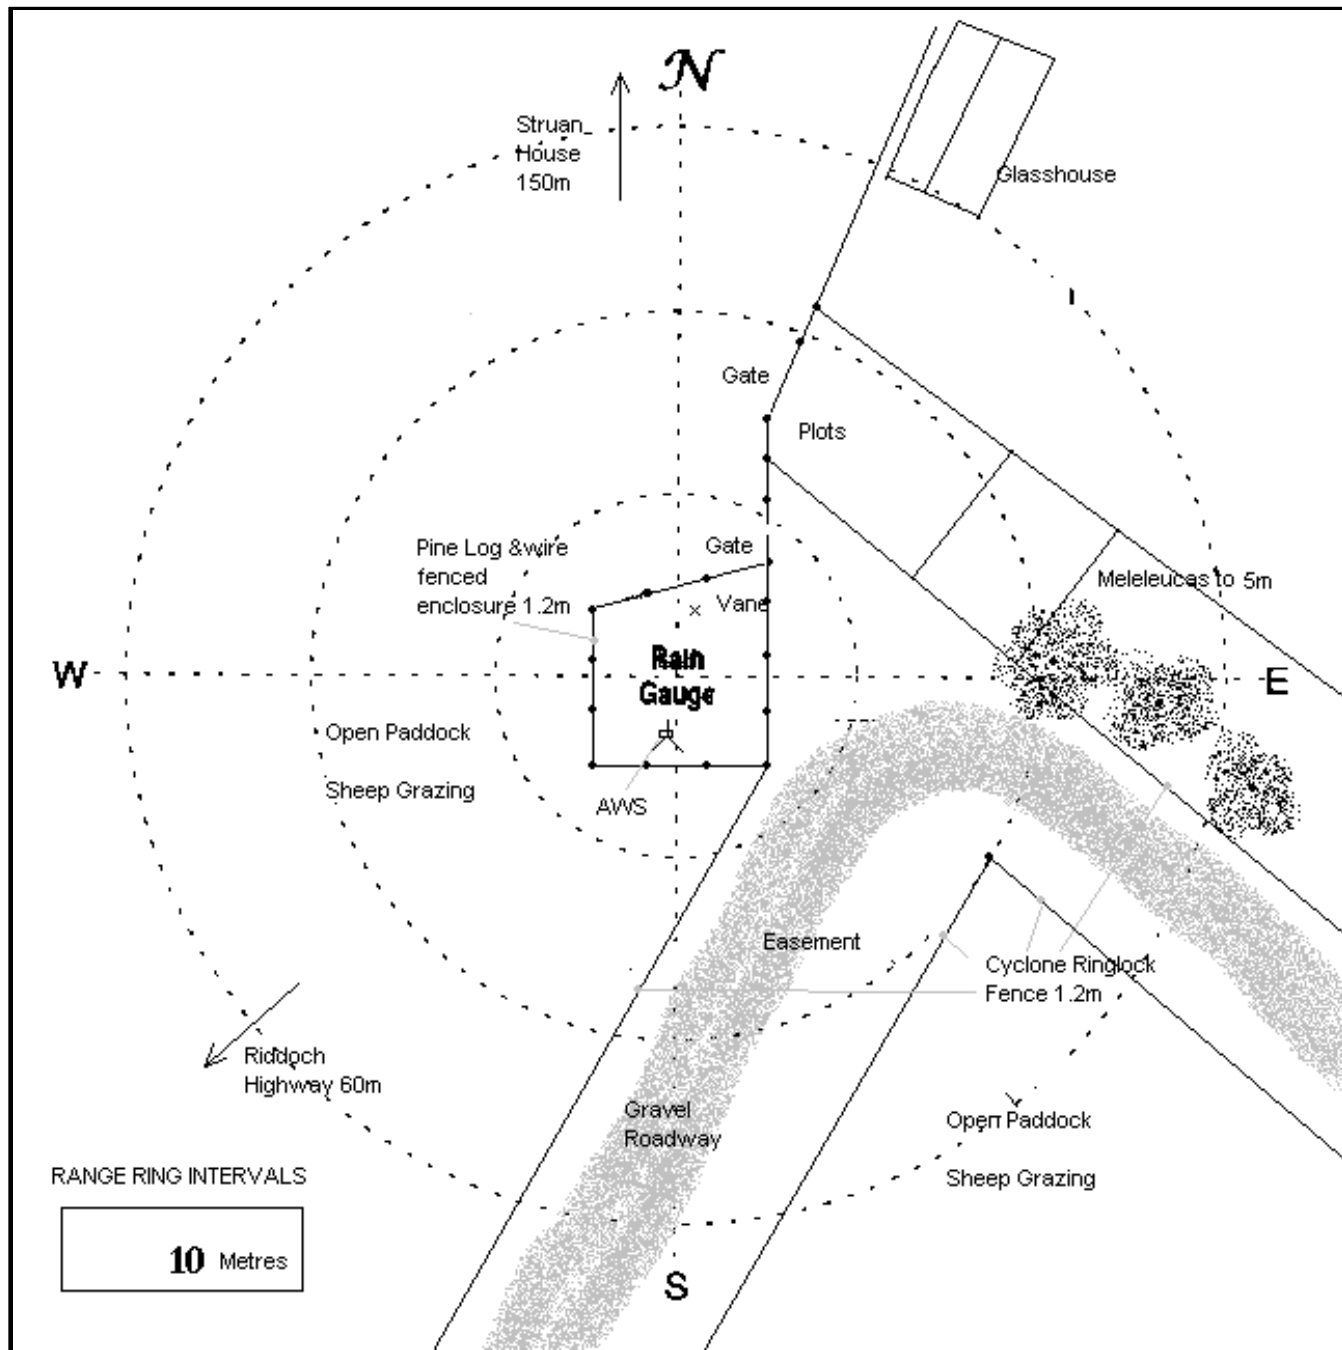 N
Struan
House
150m
Glasshouse
Gate
Plots
Pine Log &wire
fenced
enclosure 1.2m
Gate
Vane
Meleleucas to 5m
W
Rain
Gauge
E
Open Paddock
Sheep Grazing
AWS
Easement
Cyclone Ringlock
Fence 1.2m
Riddoch
Highway 60m
Gravel
Roadway
Open Paddock
Sheep Grazing
RANGE RING INTERVALS
10 Metres
S